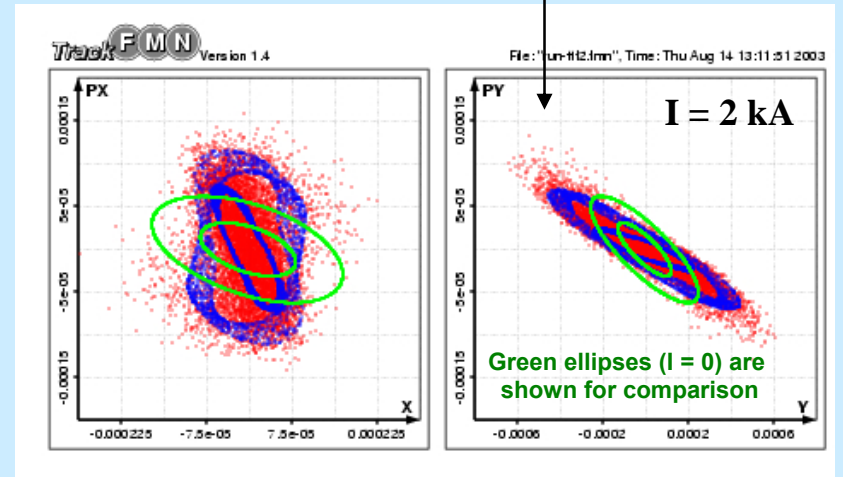 Track FMN Version 1.4
File: "run-tt12.fmn", Time: Thu Aug 14 13:11:51 2003
PX
PY
I = 2 kA
0.00015
5e-05
-5e-05
-0.00015
0.00015
5e-05
-5e-05
-0.00015
Green ellipses (I = 0) are
shown for comparison
X
Y
-0.000225 -7.5e-05 7.5e-05 0.000225
-0.0006 -0.0002 0.0002 0.0006